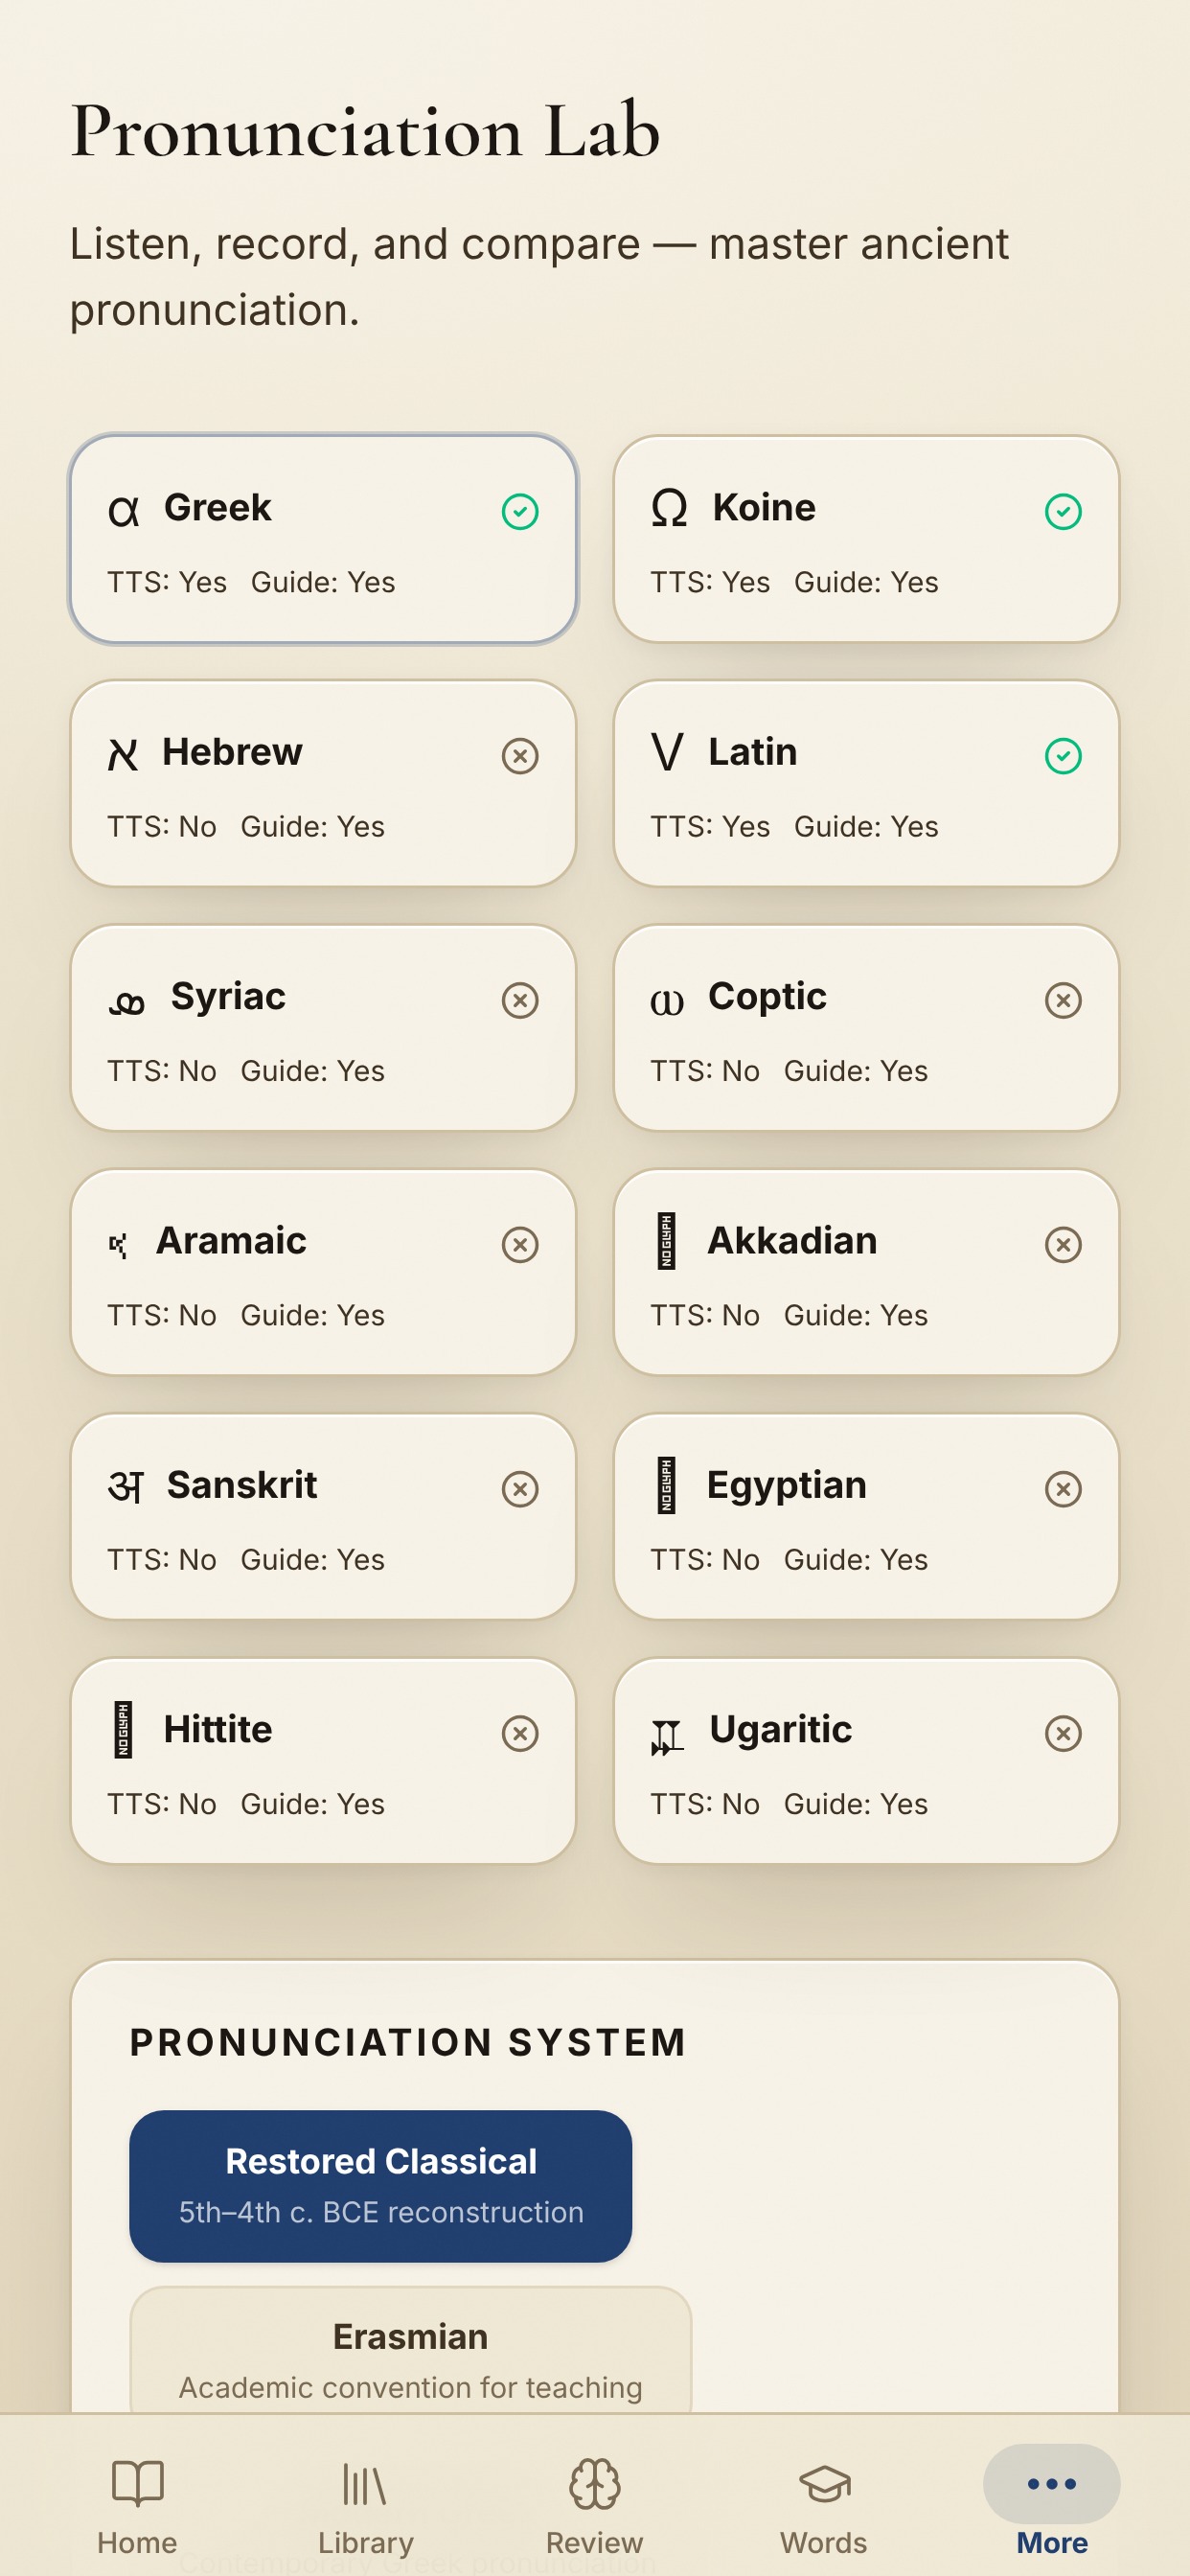 Pronunciation Lab
Listen, record, and compare — master ancient
pronunciation.
α Greek
TTS: Yes Guide: Yes
Ω Koine
TTS: Yes Guide: Yes
א Hebrew
TTS: No Guide: Yes
V Latin
TTS: Yes Guide: Yes
Syriac
TTS: No Guide: Yes
ω Coptic
TTS: No Guide: Yes
Aramaic
TTS: No Guide: Yes
NO GLYPH Akkadian
TTS: No Guide: Yes
अ Sanskrit
TTS: No Guide: Yes
NO GLYPH Egyptian
TTS: No Guide: Yes
NO GLYPH Hittite
TTS: No Guide: Yes
Ugaritic
TTS: No Guide: Yes
PRONUNCIATION SYSTEM
Restored Classical
5th–4th c. BCE reconstruction
Erasmian
Academic convention for teaching
Contemporary Greek pronunciation
Home
Library
Review
Words
More